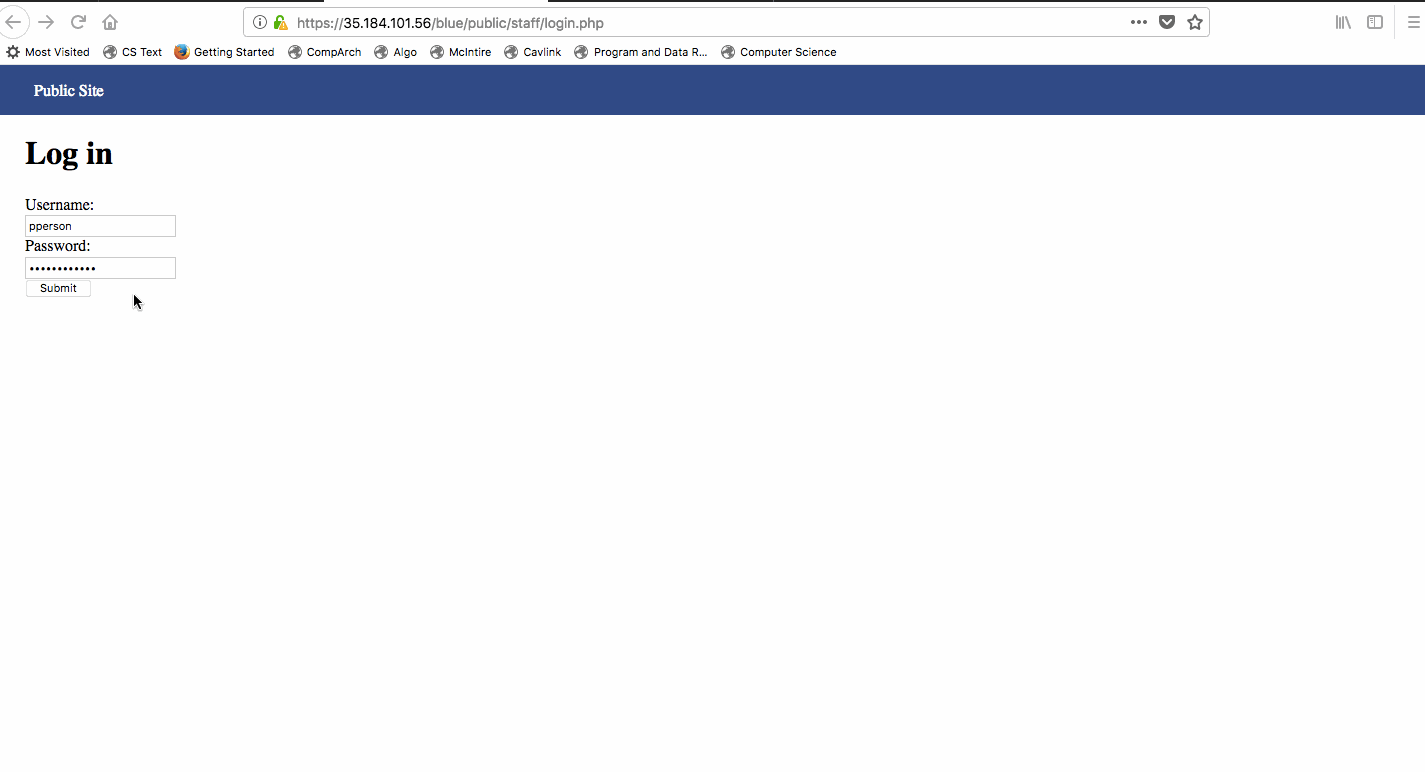 https://35.184.101.56/blue/public/staff/login.php
Most Visited CS Text Getting Started CompArch Algo McIntire Cavlink Program and Data R... Computer Science
Public Site
Log in
Username:
pperson
Password:
••••••••••••
Submit